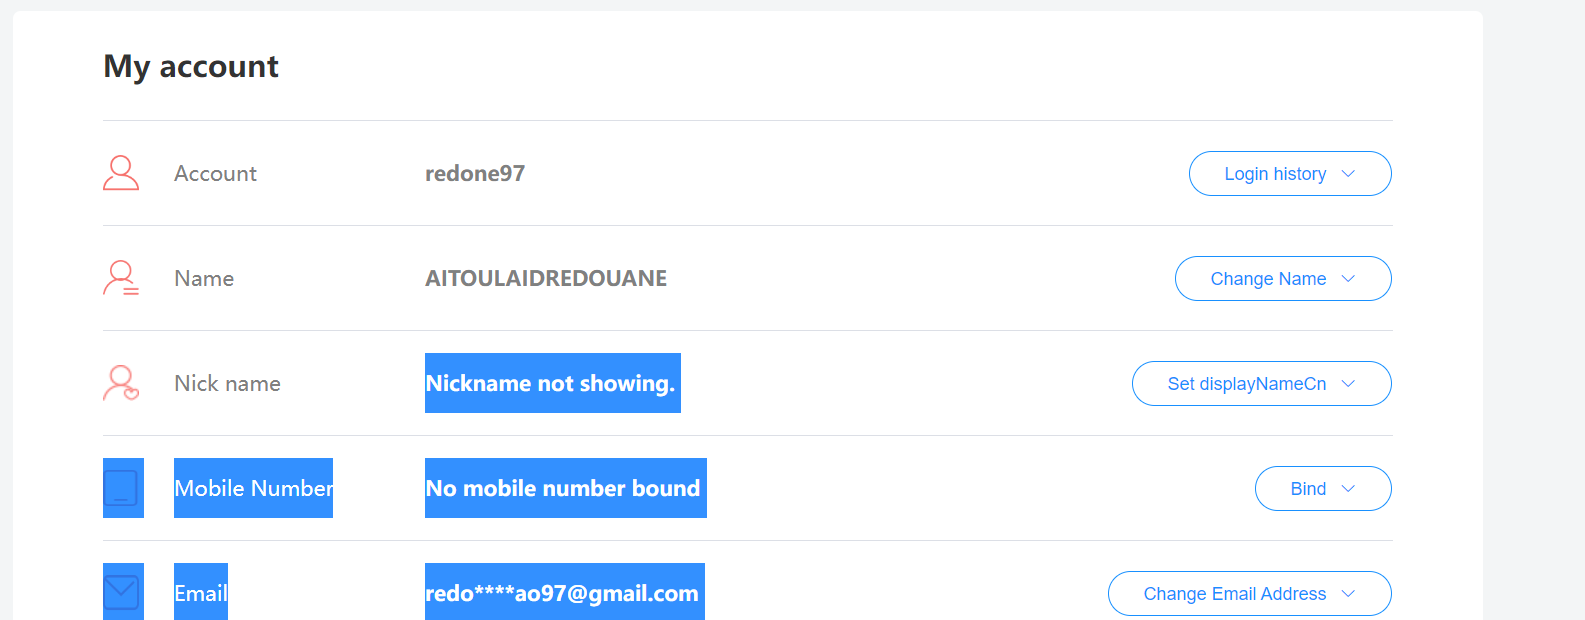 My account
Account redone97 Login history
Name AITOULAIDREDOUANE Change Name
Nick name Nickname not showing. Set displayNameCn
Mobile Number No mobile number bound Bind
Email redo****ao97@gmail.com Change Email Address